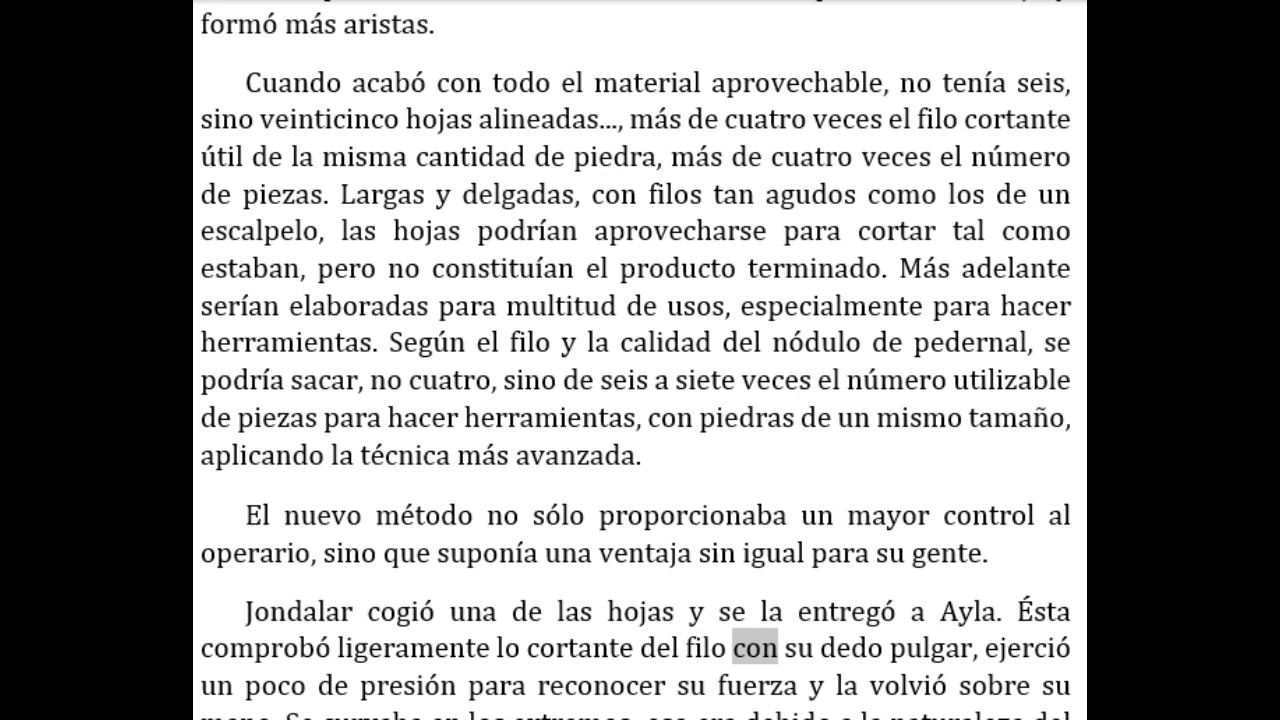 formó más aristas.
Cuando acabó con todo el material aprovechable, no tenía seis,
sino veinticinco hojas alineadas..., más de cuatro veces el filo cortante
útil de la misma cantidad de piedra, más de cuatro veces el número
de piezas. Largas y delgadas, con filos tan agudos como los de un
escalpelo, las hojas podrían aprovecharse para cortar tal como
estaban, pero no constituían el producto terminado. Más adelante
serían elaboradas para multitud de usos, especialmente para hacer
herramientas. Según el filo y la calidad del nódulo de pedernal, se
podría sacar, no cuatro, sino de seis a siete veces el número utilizable
de piezas para hacer herramientas, con piedras de un mismo tamaño,
aplicando la técnica más avanzada.
El nuevo método no sólo proporcionaba un mayor control al
operario, sino que suponía una ventaja sin igual para su gente.
Jondalar cogió una de las hojas y se la entregó a Ayla. Ésta
comprobó ligeramente lo cortante del filo con su dedo pulgar, ejerció
un poco de presión para reconocer su fuerza y la volvió sobre su